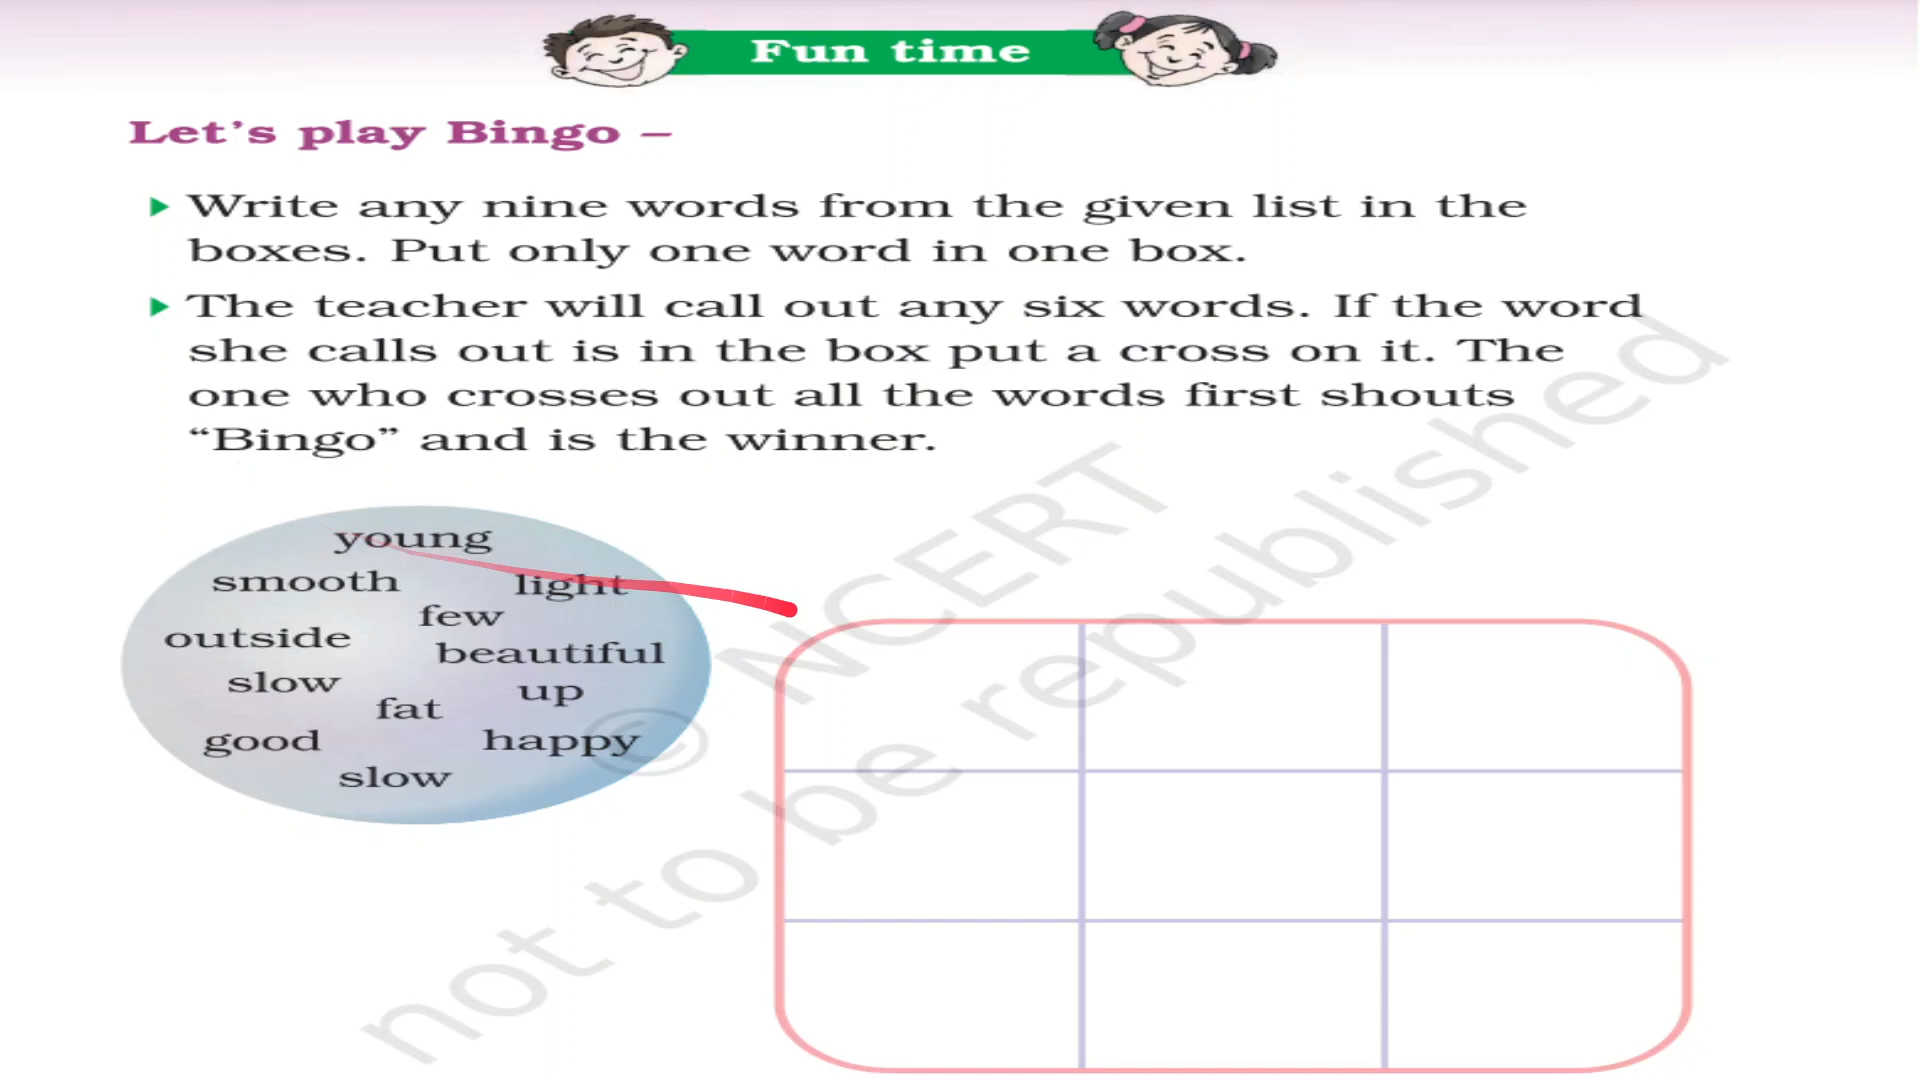 Fun time
Let's play Bingo –
Write any nine words from the given list in the
boxes. Put only one word in one box.
The teacher will call out any six words. If the word
she calls out is in the box put a cross on it. The
one who crosses out all the words first shouts
“Bingo” and is the winner.
young
smooth light
few
outside
beautiful
slow
up
fat
good happy
slow
© NCERT
not to be republished